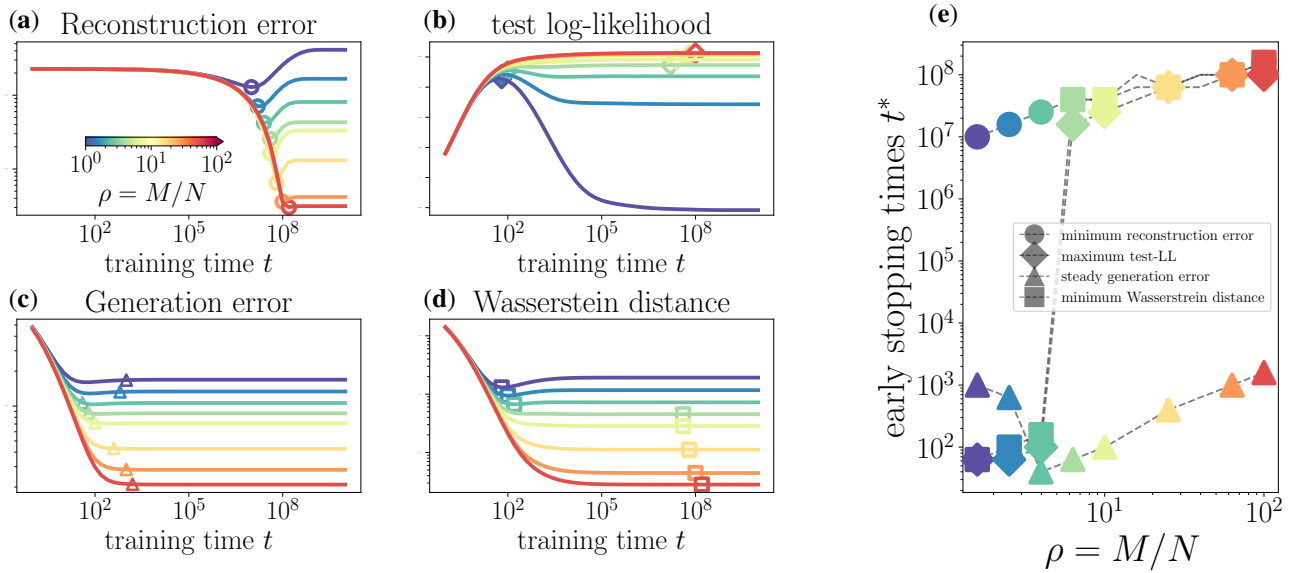 (a) Reconstruction error
10^0 10^1 10^2
ρ = M/N
10^2 10^5 10^8
training time t
(b) test log-likelihood
10^2 10^5 10^8
training time t
(c) Generation error
10^2 10^5 10^8
training time t
(d) Wasserstein distance
10^2 10^5 10^8
training time t
(e)
early stopping times t*
10^8
10^7
10^6
10^5
10^4
10^3
10^2
minimum reconstruction error
maximum test-LL
steady generation error
minimum Wasserstrein distance
10^1 10^2
ρ = M/N